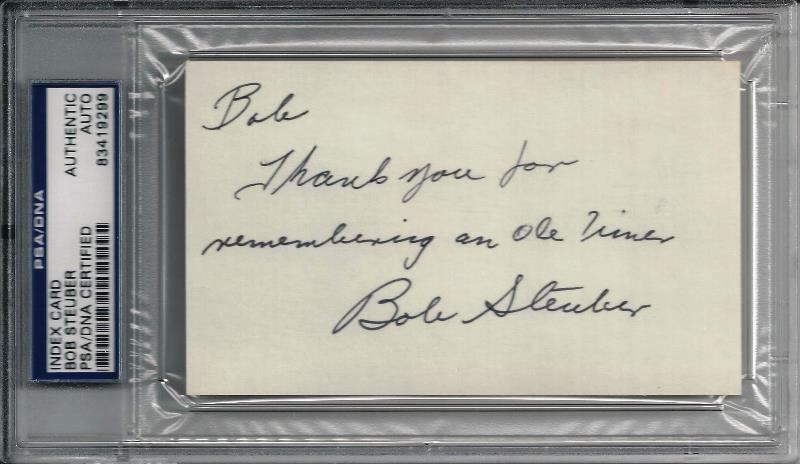 PSA/DNA
INDEX CARD
BOB STEUBER
PSA/DNA CERTIFIED
AUTHENTIC
AUTO
83419299
Bob
Thank you for
remembering an Ole Timer
Bob Steuber